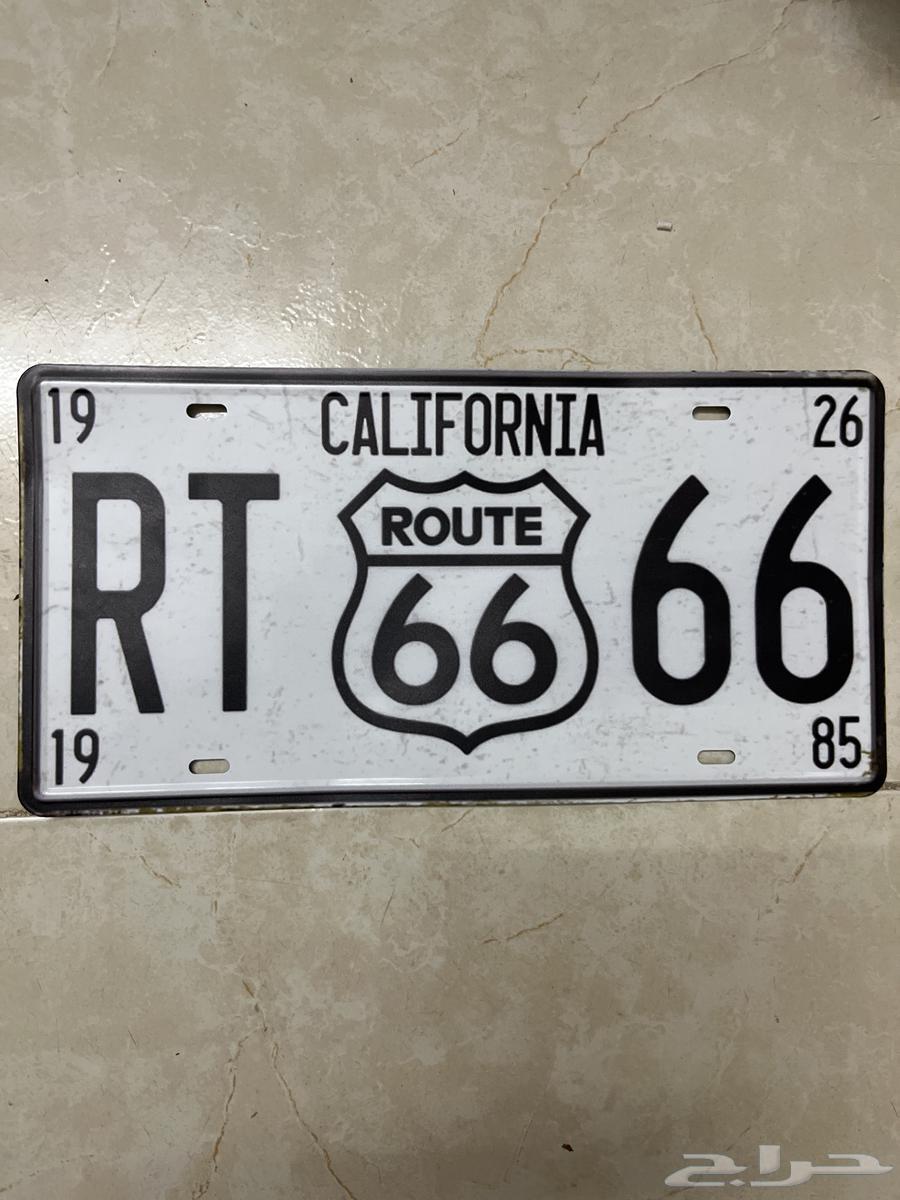 19 CALIFORNIA 26
RT ROUTE 66 66
19 85
حراج